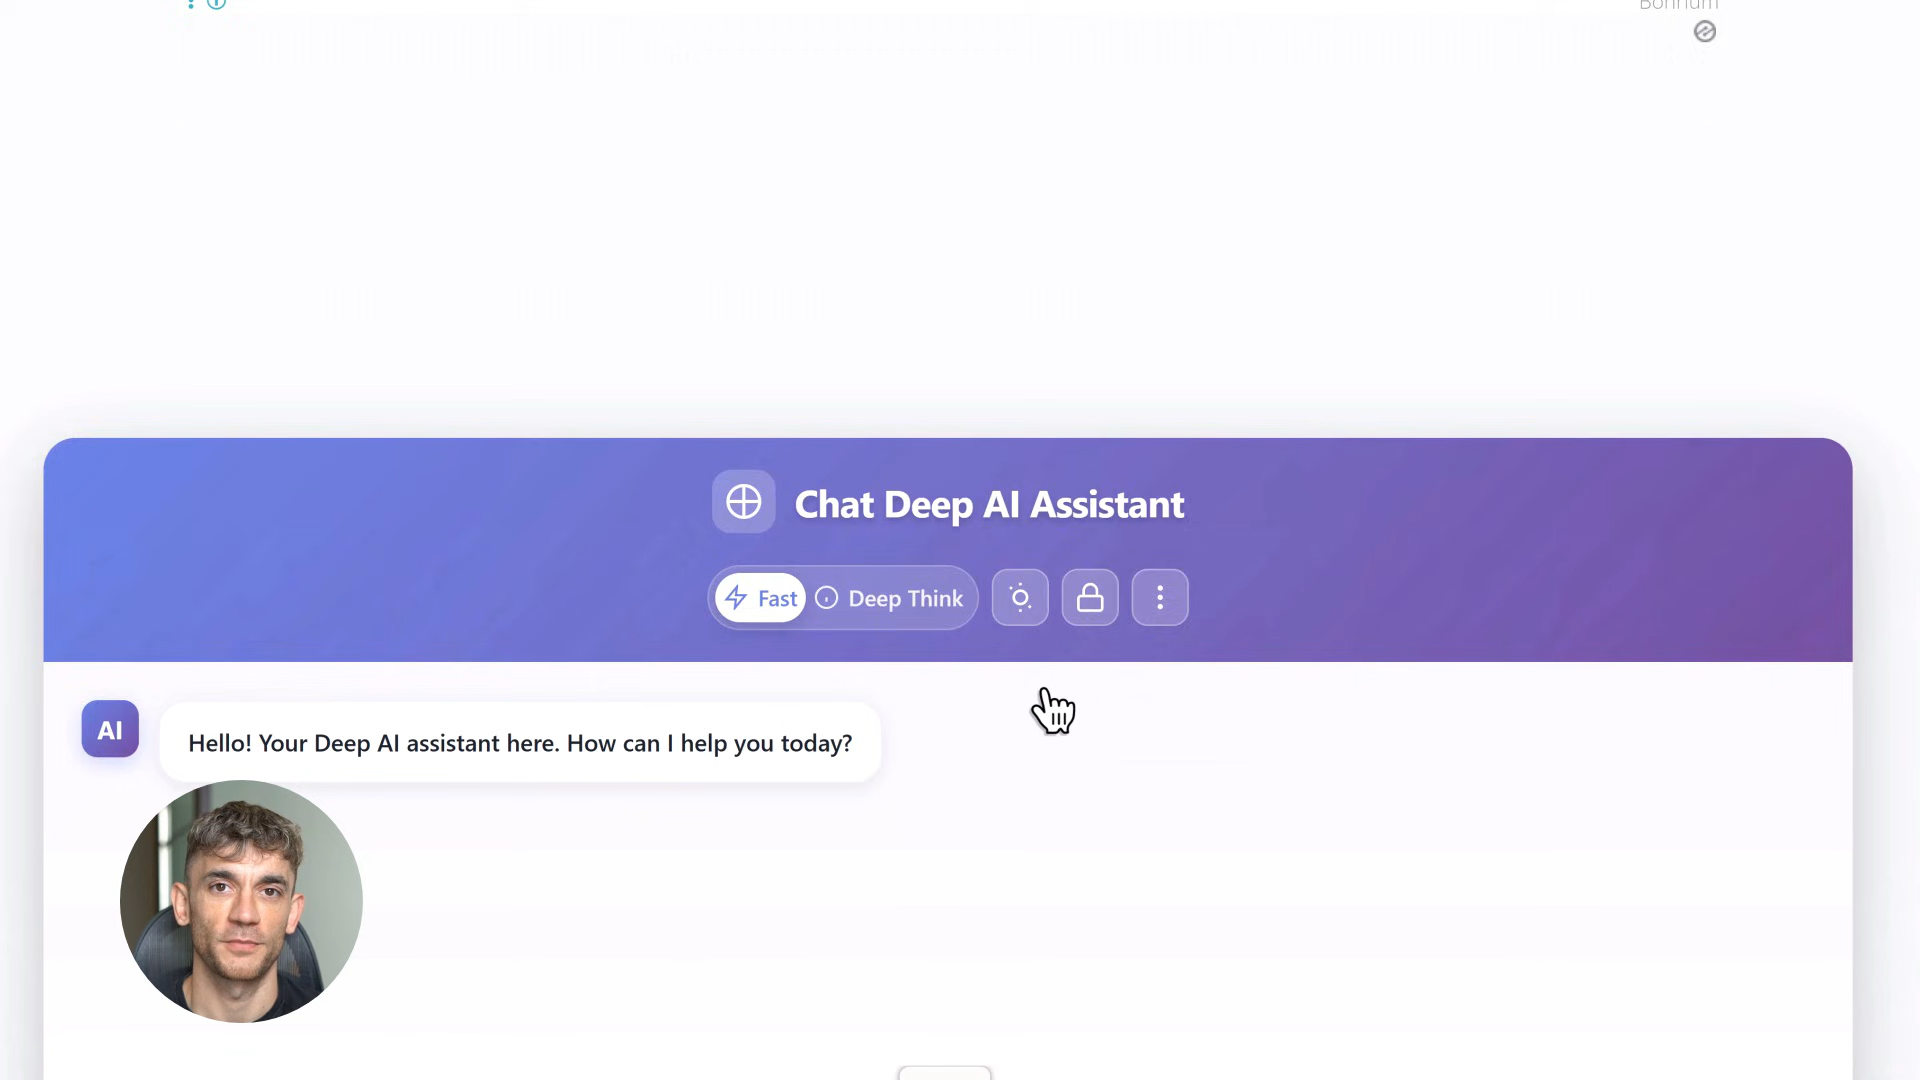 Chat Deep AI Assistant
Fast Deep Think
AI
Hello! Your Deep AI assistant here. How can I help you today?